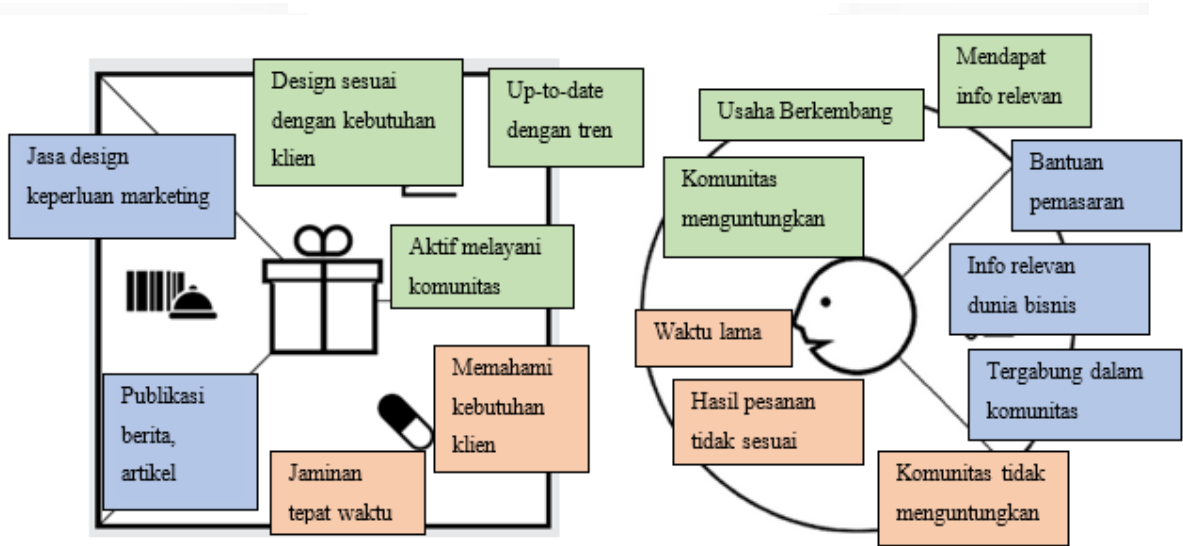 Design sesuai
dengan kebutuhan
klien
Up-to-date
dengan tren
Jasa design
keperluan marketing
Aktif melayani
komunitas
Publikasi
berita,
artikel
Memahami
kebutuhan
klien
Jaminan
tepat waktu
Mendapat
info relevan
Usaha Berkembang
Komunitas
menguntungkan
Bantuan
pemasaran
Info relevan
dunia bisnis
Waktu lama
Tergabung dalam
komunitas
Hasil pesanan
tidak sesuai
Komunitas tidak
menguntungkan